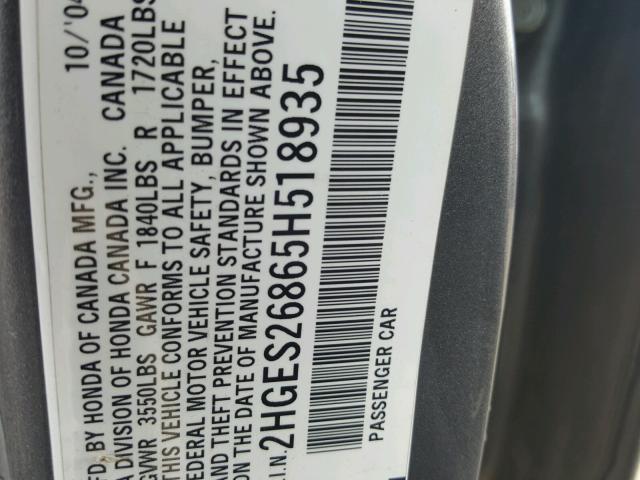 FD, BY HONDA OF CANADA MFG., 10/'04
A DIVISION OF HONDA CANADA INC. CANADA
GVWR 3550LBS GAWR F 1840LBS R 1720LBS
THIS VEHICLE CONFORMS TO ALL APPLICABLE
FEDERAL MOTOR VEHICLE SAFETY, BUMPER,
AND THEFT PREVENTION STANDARDS IN EFFECT
ON THE DATE OF MANUFACTURE SHOWN ABOVE.
.I.N. 2HGES26865H518935
PASSENGER CAR